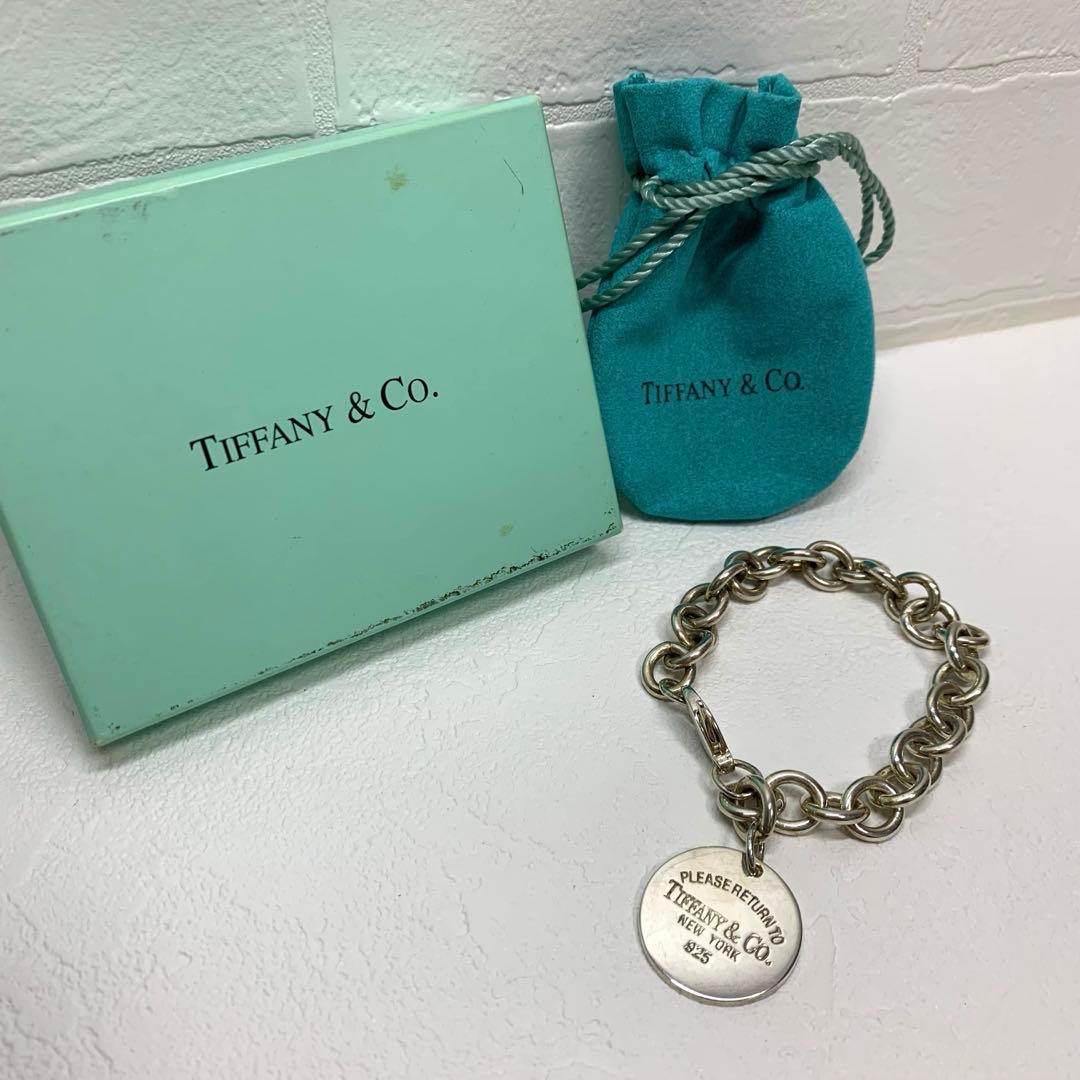 TIFFANY & CO.
TIFFANY & CO.
PLEASE RETURN TO
TIFFANY & CO.
NEW YORK
925